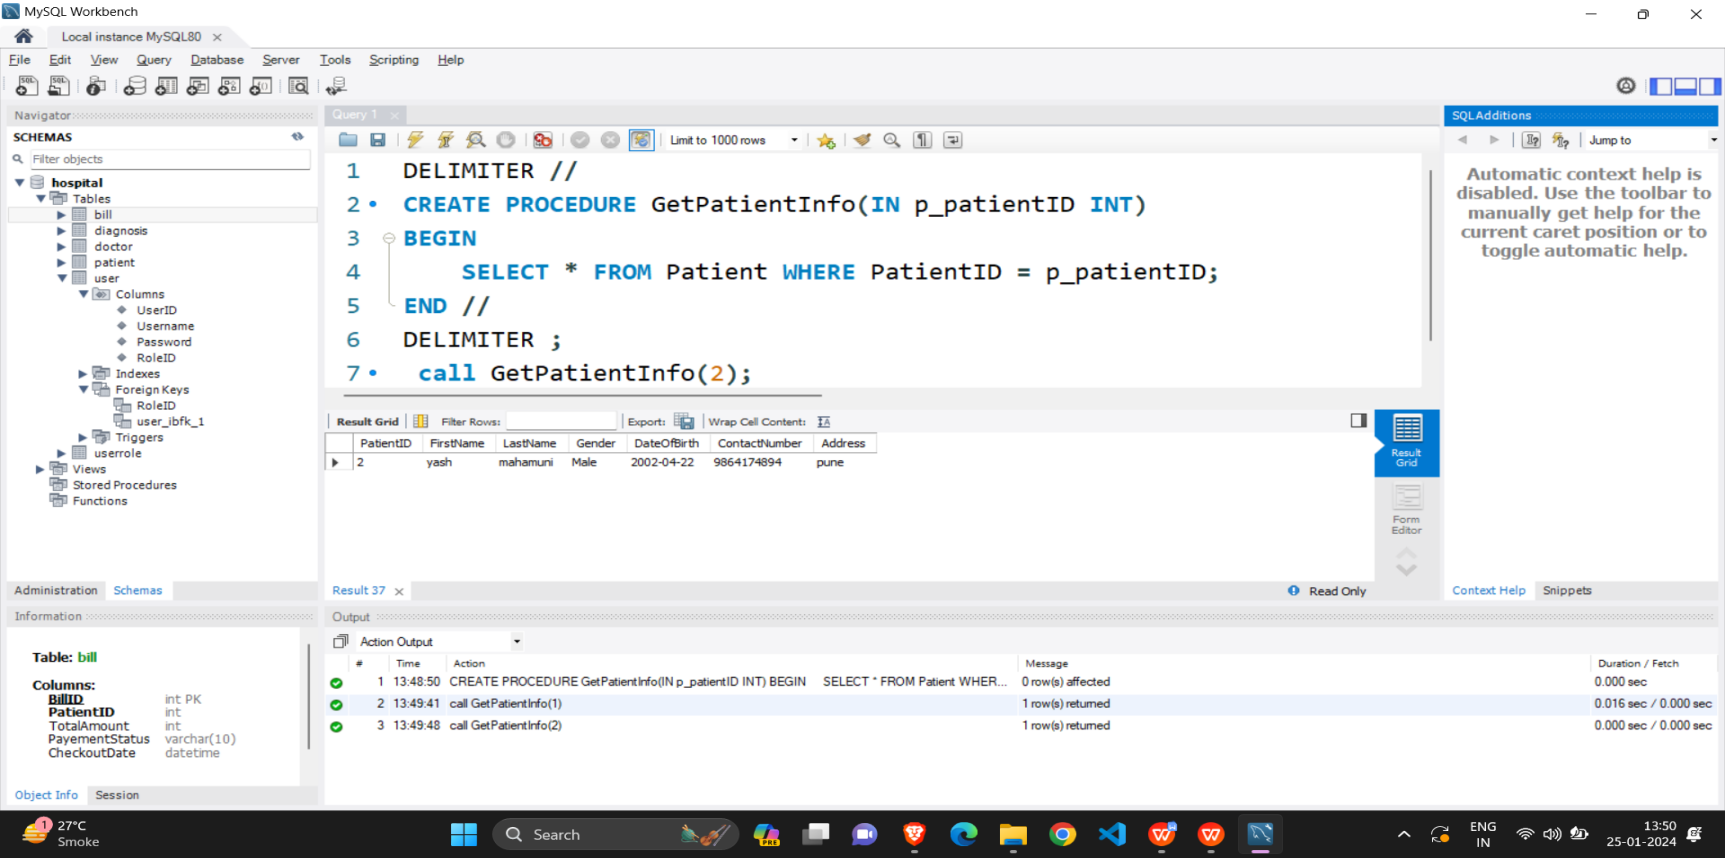 MySQL Workbench
Local instance MySQL80
File Edit View Query Database Server Tools Scripting Help
Navigator
SCHEMAS
Filter objects
hospital
Tables
bill
diagnosis
doctor
patient
user
Columns
UserID
Username
Password
RoleID
Indexes
Foreign Keys
RoleID
user_ibfk_1
Triggers
userrole
Views
Stored Procedures
Functions
Administration Schemas
Information
Table: bill
Columns:
BillID int PK
PatientID int
TotalAmount int
PayementStatus varchar(10)
CheckoutDate datetime
Object Info Session
Query 1
Limit to 1000 rows
1 DELIMITER //
2 CREATE PROCEDURE GetPatientInfo(IN p_patientID INT)
3 BEGIN
4 SELECT * FROM Patient WHERE PatientID = p_patientID;
5 END //
6 DELIMITER ;
7 call GetPatientInfo(2);
Result Grid Filter Rows: Export: Wrap Cell Content:
PatientID FirstName LastName Gender DateOfBirth ContactNumber Address
2 yash mahamuni Male 2002-04-22 9864174894 pune
Result Grid
Form Editor
Result 37
Read Only
Output
Action Output
# Time Action Message Duration / Fetch
1 13:48:50 CREATE PROCEDURE GetPatientInfo(IN p_patientID INT) BEGIN SELECT * FROM Patient WHER... 0 row(s) affected 0.000 sec
2 13:49:41 call GetPatientInfo(1) 1 row(s) returned 0.016 sec / 0.000 sec
3 13:49:48 call GetPatientInfo(2) 1 row(s) returned 0.000 sec / 0.000 sec
SQLAdditions
Jump to
Automatic context help is
disabled. Use the toolbar to
manually get help for the
current caret position or to
toggle automatic help.
Context Help Snippets
1
27°C
Smoke
Search
PRE
ENG
IN
13:50
25-01-2024